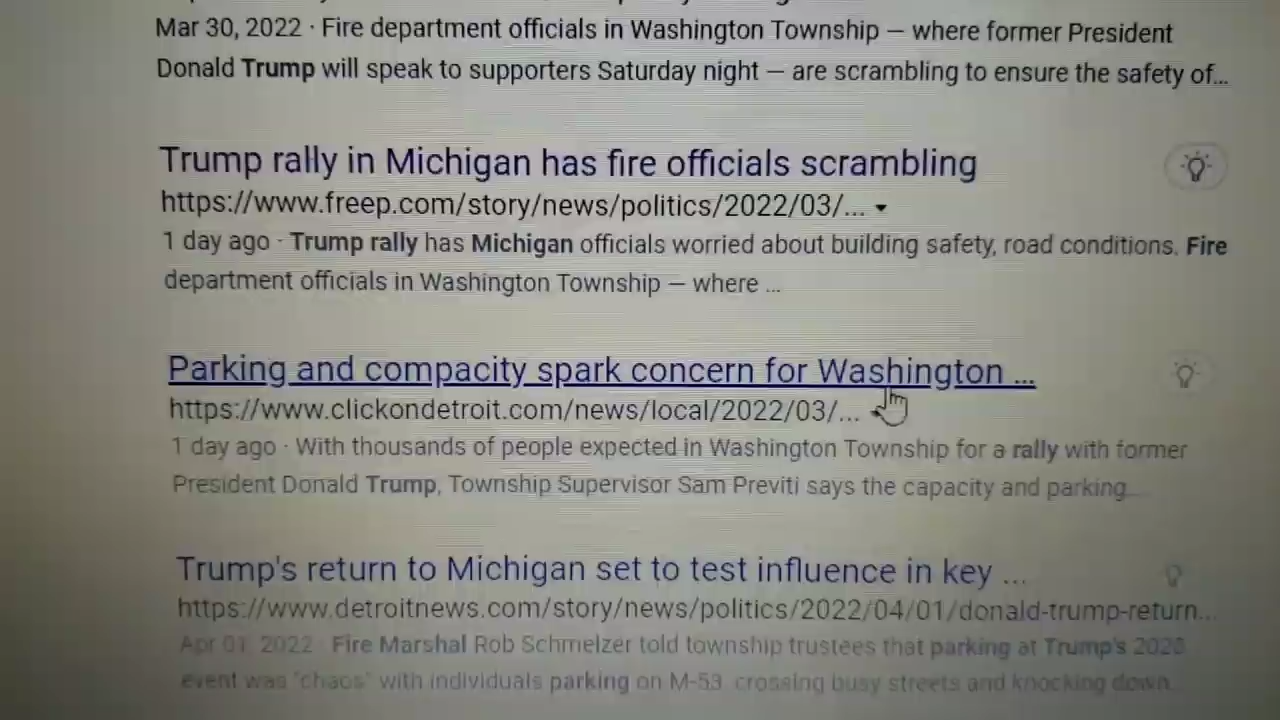 Mar 30, 2022 · Fire department officials in Washington Township — where former President
Donald Trump will speak to supporters Saturday night — are scrambling to ensure the safety of...
Trump rally in Michigan has fire officials scrambling
https://www.freep.com/story/news/politics/2022/03/...
1 day ago · Trump rally has Michigan officials worried about building safety, road conditions. Fire
department officials in Washington Township — where ...
Parking and compacity spark concern for Washington ...
https://www.clickondetroit.com/news/local/2022/03/...
1 day ago · With thousands of people expected in Washington Township for a rally with former
President Donald Trump, Township Supervisor Sam Previti says the capacity and parking...
Trump's return to Michigan set to test influence in key ...
https://www.detroitnews.com/story/news/politics/2022/04/01/donald-trump-return...
Apr 01, 2022 · Fire Marshal Rob Schmelzer told township trustees that parking at Trump's 2020
event was "chaos" with individuals parking on M-53, crossing busy streets and knocking down...